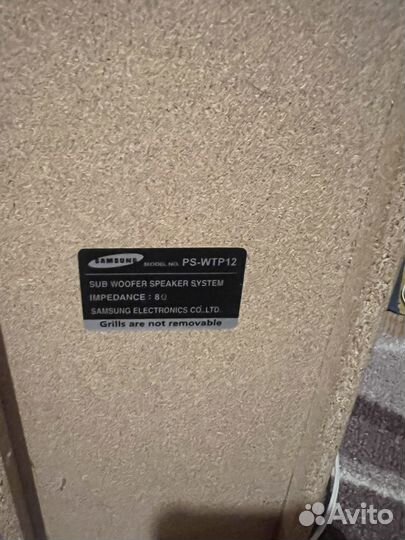 SAMSUNG MODEL NO. PS-WTP12
SUB WOOFER SPEAKER SYSTEM
IMPEDANCE : 8Ω
SAMSUNG ELECTRONICS CO.,LTD.
Grills are not removable
Avito